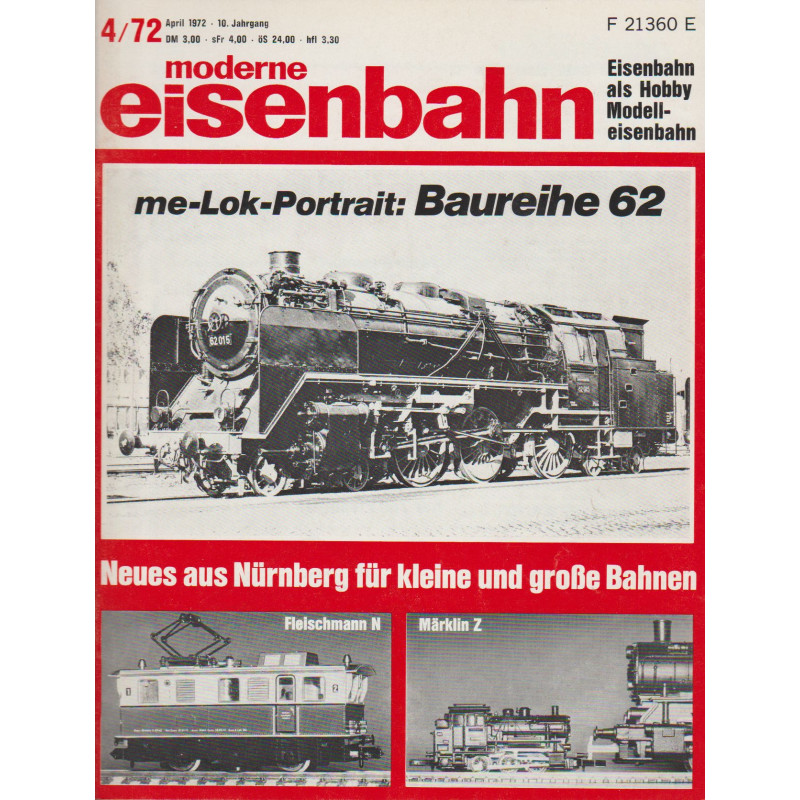 4/72
April 1972 · 10. Jahrgang
DM 3,00 · sFr 4,00 · öS 24,00 · hfl 3,30
F 21360 E
moderne
eisenbahn
Eisenbahn
als Hobby
Modell-
eisenbahn
me-Lok-Portrait: Baureihe 62
62 015
Neues aus Nürnberg für kleine und große Bahnen
Fleischmann N
Märklin Z
1
2